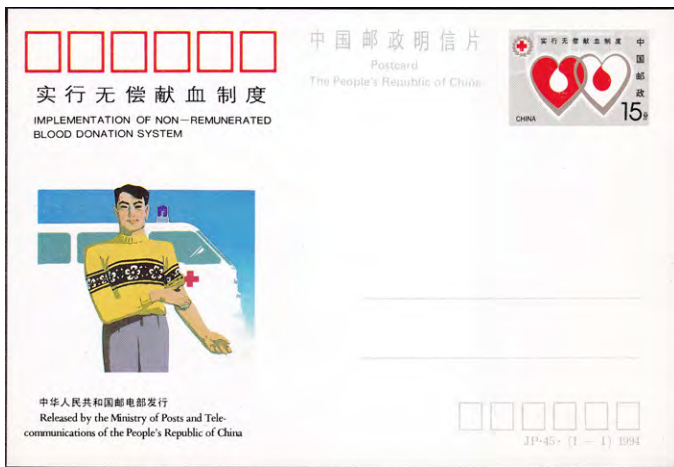 中国邮政明信片
Postcard
The People's Republic of China
实行无偿献血制度
中国邮政
CHINA
15分
实行无偿献血制度
IMPLEMENTATION OF NON—REMUNERATED
BLOOD DONATION SYSTEM
中华人民共和国邮电部发行
Released by the Ministry of Posts and Tele-
communications of the People's Republic of China
JP·45·(1－1) 1994